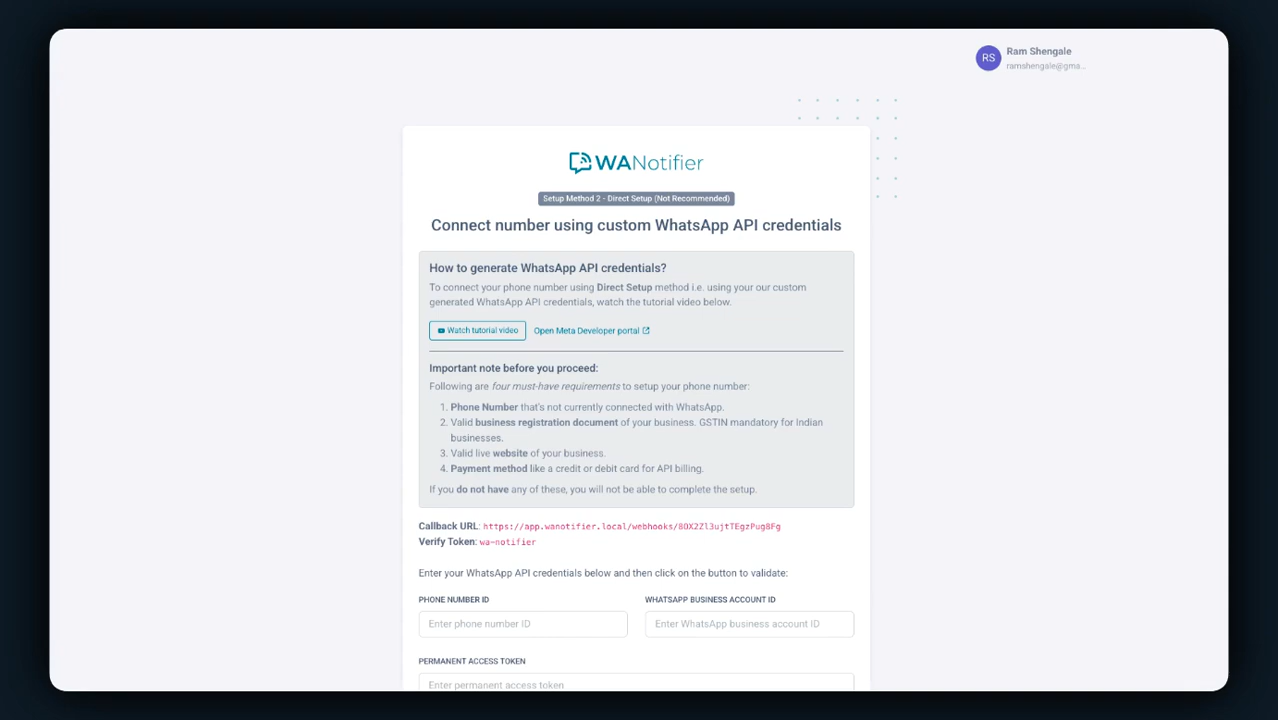 RS
Ram Shengale
ramshengale@gma...
WANotifier
Setup Method 2 - Direct Setup (Not Recommended)
Connect number using custom WhatsApp API credentials
How to generate WhatsApp API credentials?
To connect your phone number using Direct Setup method i.e. using your our custom
generated WhatsApp API credentials, watch the tutorial video below.
Watch tutorial video
Open Meta Developer portal
Important note before you proceed:
Following are four must-have requirements to setup your phone number:
1. Phone Number that's not currently connected with WhatsApp.
2. Valid business registration document of your business. GSTIN mandatory for Indian
businesses.
3. Valid live website of your business.
4. Payment method like a credit or debit card for API billing.
If you do not have any of these, you will not be able to complete the setup.
Callback URL: https://app.wanotifier.local/webhooks/8OX2Zl3ujtTEgzPug8Fg
Verify Token: wa-notifier
Enter your WhatsApp API credentials below and then click on the button to validate:
PHONE NUMBER ID
WHATSAPP BUSINESS ACCOUNT ID
Enter phone number ID
Enter WhatsApp business account ID
PERMANENT ACCESS TOKEN
Enter permanent access token